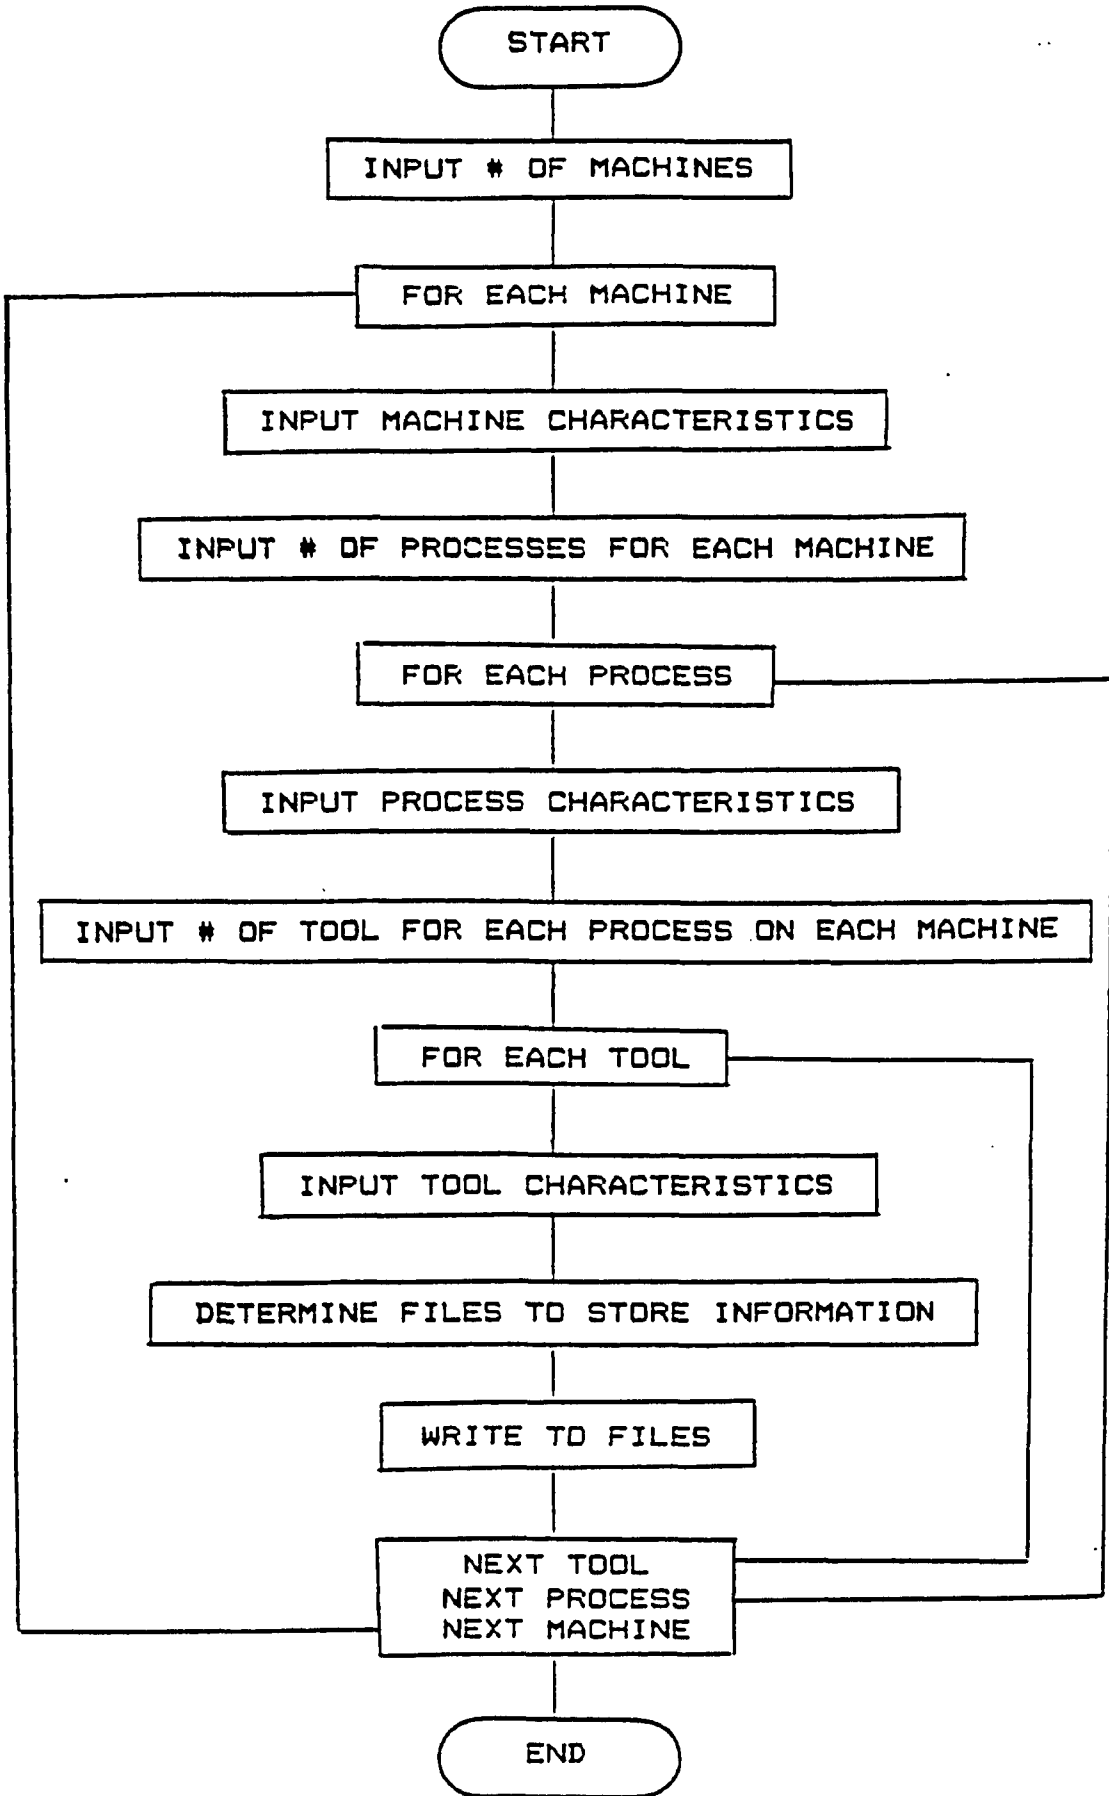 START
INPUT # OF MACHINES
FOR EACH MACHINE
INPUT MACHINE CHARACTERISTICS
INPUT # OF PROCESSES FOR EACH MACHINE
FOR EACH PROCESS
INPUT PROCESS CHARACTERISTICS
INPUT # OF TOOL FOR EACH PROCESS ON EACH MACHINE
FOR EACH TOOL
INPUT TOOL CHARACTERISTICS
DETERMINE FILES TO STORE INFORMATION
WRITE TO FILES
NEXT TOOL
NEXT PROCESS
NEXT MACHINE
END